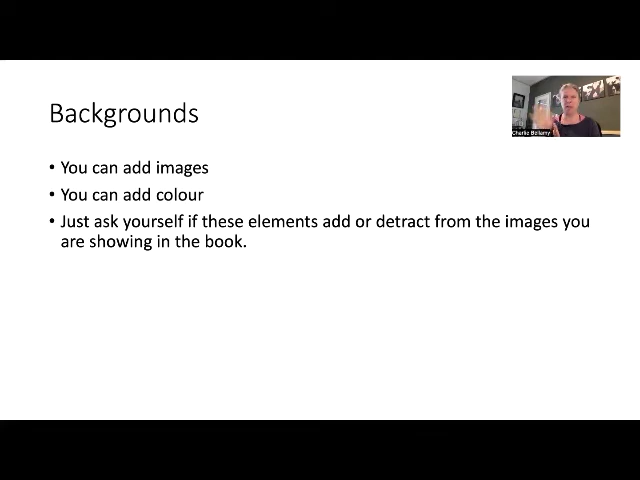 Backgrounds
Charlie Bellamy
• You can add images
• You can add colour
• Just ask yourself if these elements add or detract from the images you
are showing in the book.